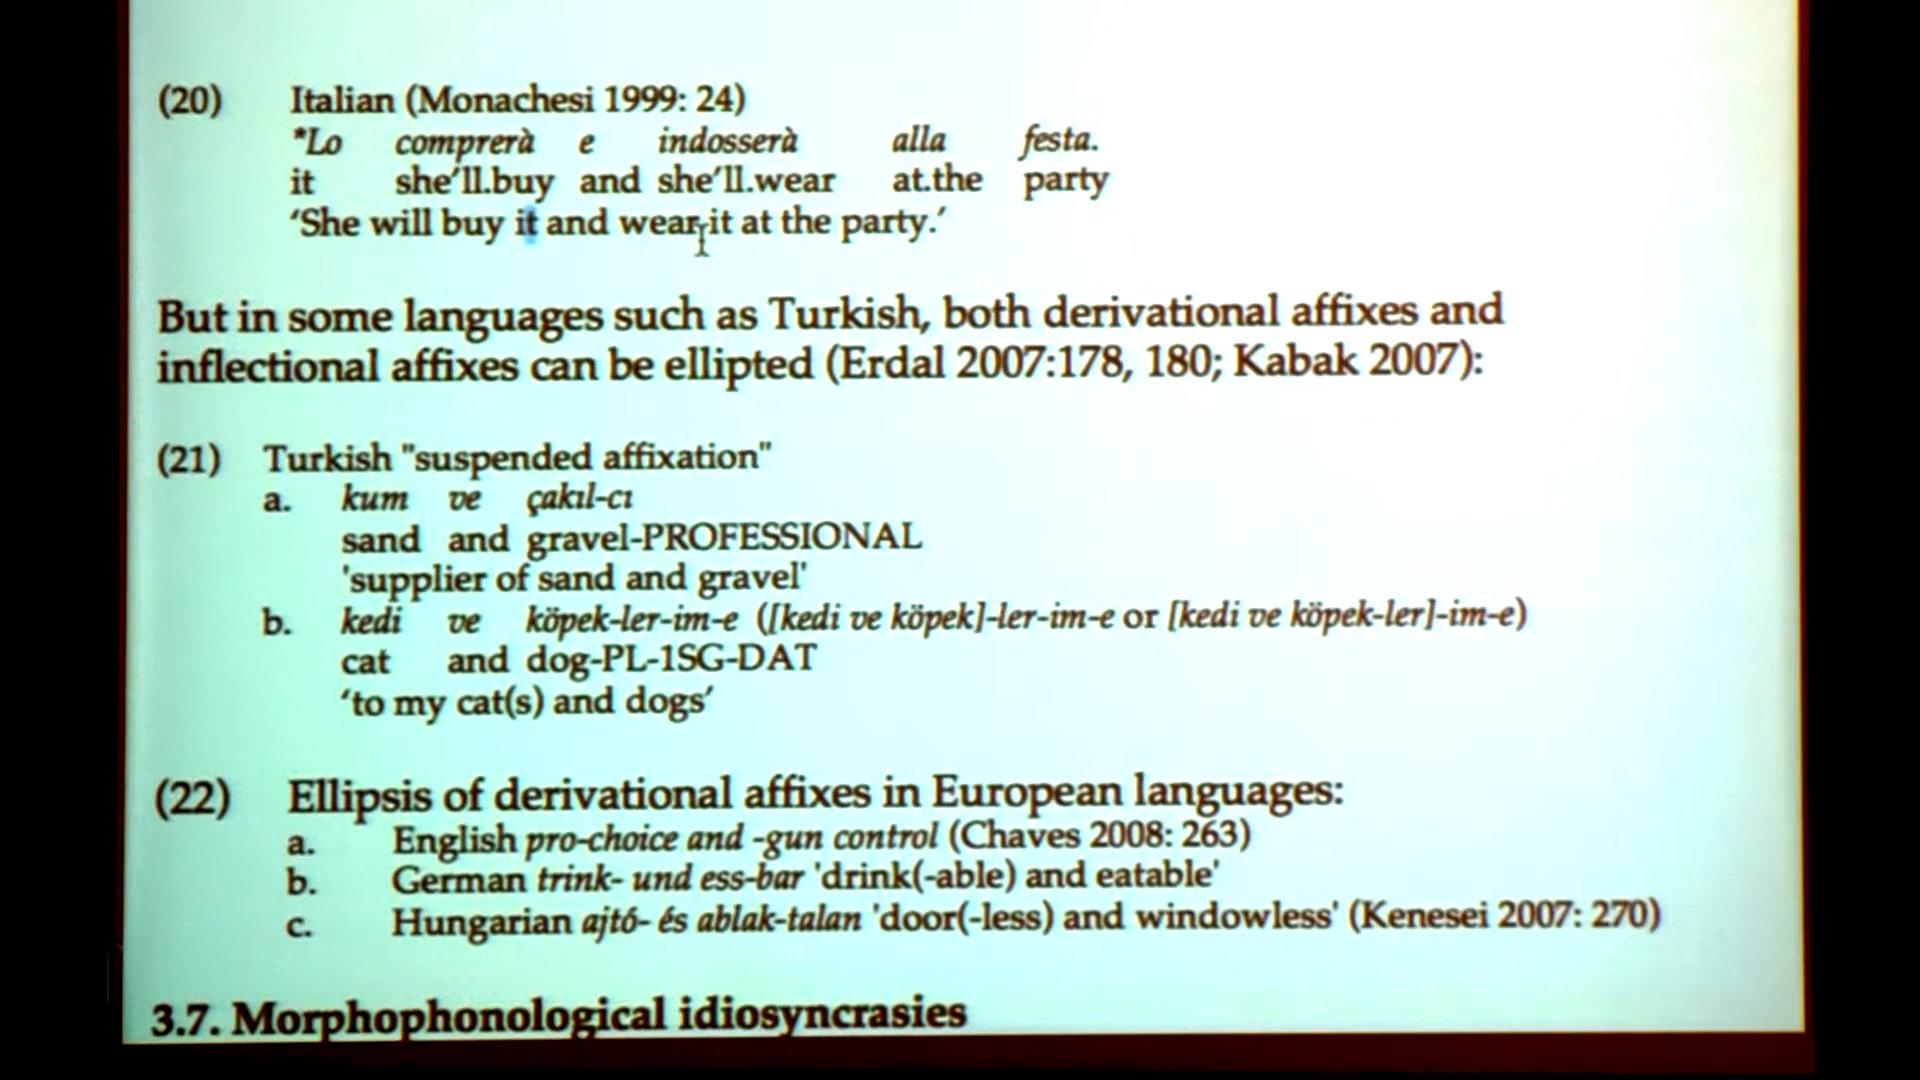 (20) Italian (Monachesi 1999: 24)
*Lo comprerà e indosserà alla festa.
it she’ll.buy and she’ll.wear at.the party
‘She will buy it and wear it at the party.’
But in some languages such as Turkish, both derivational affixes and
inflectional affixes can be ellipted (Erdal 2007:178, 180; Kabak 2007):
(21) Turkish "suspended affixation"
a. kum ve çakıl-cı
sand and gravel-PROFESSIONAL
'supplier of sand and gravel'
b. kedi ve köpek-ler-im-e ([kedi ve köpek]-ler-im-e or [kedi ve köpek-ler]-im-e)
cat and dog-PL-1SG-DAT
‘to my cat(s) and dogs’
(22) Ellipsis of derivational affixes in European languages:
a. English pro-choice and -gun control (Chaves 2008: 263)
b. German trink- und ess-bar 'drink(-able) and eatable'
c. Hungarian ajtó- és ablak-talan 'door(-less) and windowless' (Kenesei 2007: 270)
3.7. Morphophonological idiosyncrasies